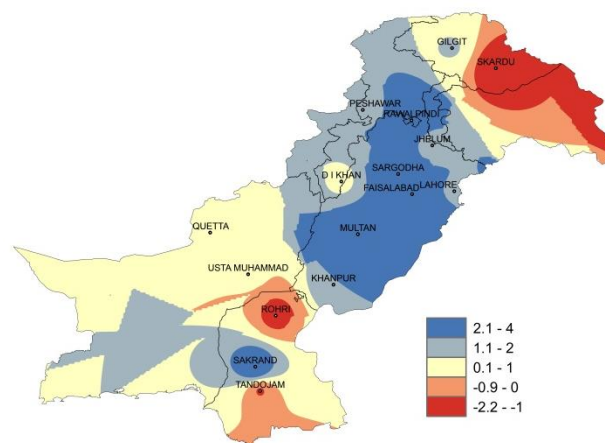 GILGIT
SKARDU
PESHAWAR
RAWALPINDI
JHELUM
SARGODHA
D I KHAN
FAISALABAD
LAHORE
QUETTA
MULTAN
USTA MUHAMMAD
KHANPUR
ROHRI
SAKRAND
TANDOJAM
2.1 - 4
1.1 - 2
0.1 - 1
-0.9 - 0
-2.2 - -1